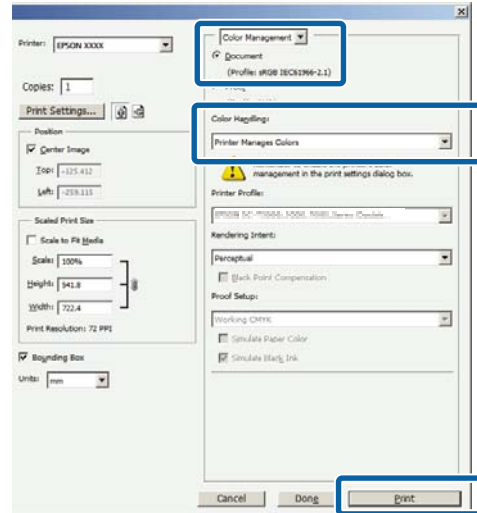 Printer: EPSON XXXX
Copies: 1
Print Settings...
Position
Center Image
Top: -125.412
Left: -259.115
Scaled Print Size
Scale to Fit Media
Scale: 100%
Height: 541.8
Width: 722.4
Print Resolution: 72 PPI
Bounding Box
Units: mm
Color Management
Document
(Profile: sRGB IEC61966-2.1)
Color Handling:
Printer Manages Colors
management in the print settings dialog box.
Printer Profile:
Rendering Intent:
Perceptual
Black Point Compensation
Proof Setup:
Working CMYK
Simulate Paper Color
Simulate Black Ink
Cancel
Done
Print